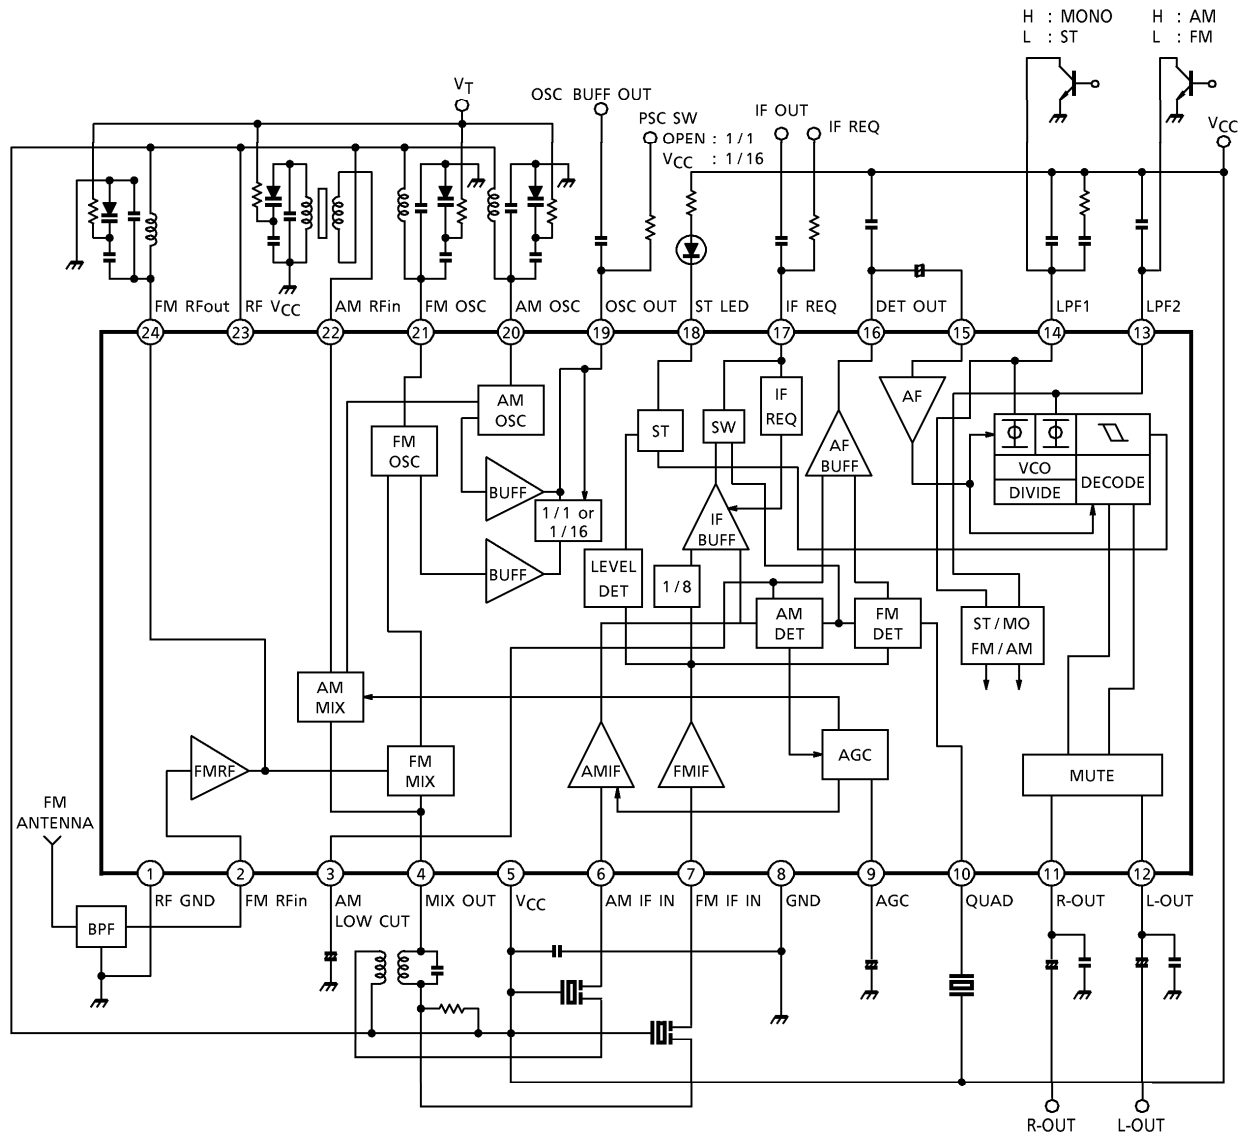 H : MONO
L : ST
H : AM
L : FM
VT
OSC BUFF OUT
PSC SW
OPEN : 1/1
VCC : 1/16
IF OUT
IF REQ
VCC
FM RFout
RF VCC
AM RFin
FM OSC
AM OSC
OSC OUT
ST LED
IF REQ
DET OUT
LPF1
LPF2
24
23
22
21
20
19
18
17
16
15
14
13
AM
OSC
FM
OSC
BUFF
1/1 or
1/16
BUFF
ST
SW
IF
REQ
AF
BUFF
AF
VCO
DIVIDE
DECODE
IF
BUFF
LEVEL
DET
1/8
AM
DET
FM
DET
ST/MO
FM/AM
AM
MIX
FMRF
FM
MIX
AMIF
FMIF
AGC
MUTE
FM
ANTENNA
1
2
3
4
5
6
7
8
9
10
11
12
RF GND
FM RFin
AM
LOW CUT
MIX OUT
VCC
AM IF IN
FM IF IN
GND
AGC
QUAD
R-OUT
L-OUT
BPF
R-OUT
L-OUT